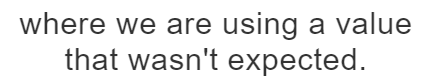 where we are using a value
that wasn't expected.